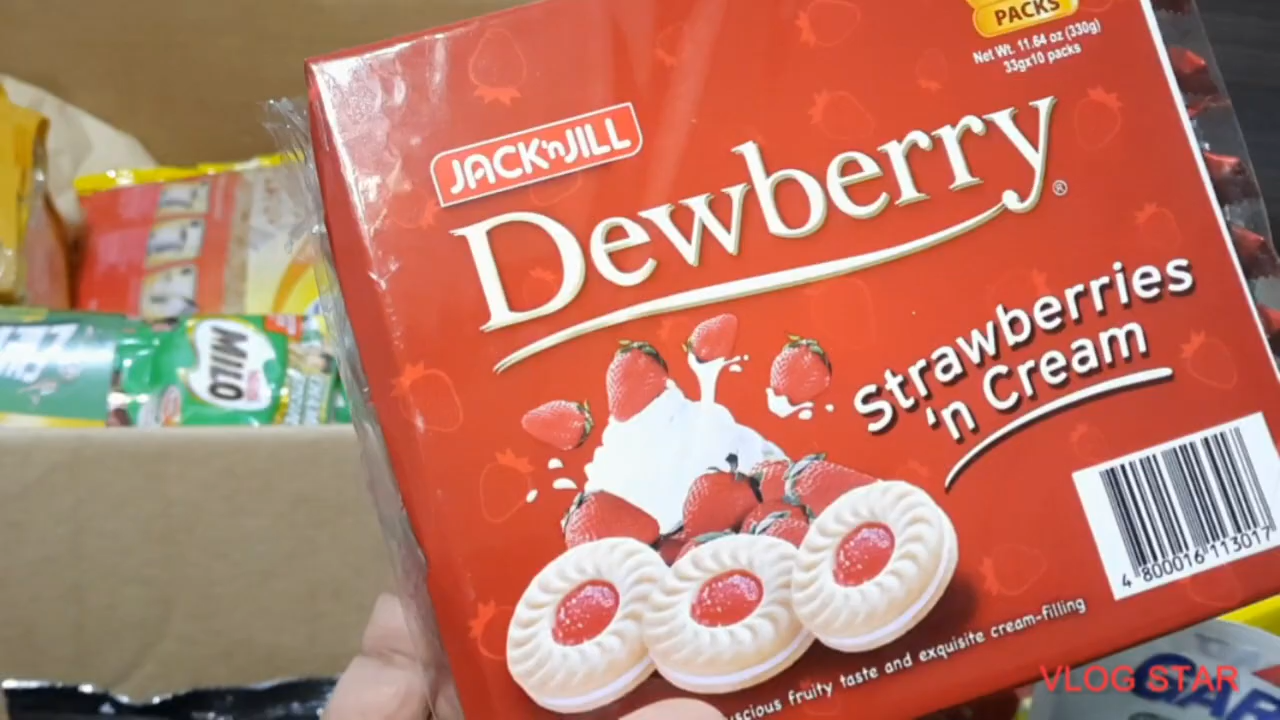 PACKS
Net Wt. 11.64 oz (330g)
33gx10 packs
JACK'nJILL
Dewberry®
strawberries
'n Cream
MILO
4 800016 113017
fruity taste and exquisite cream-filling
VLOG STAR